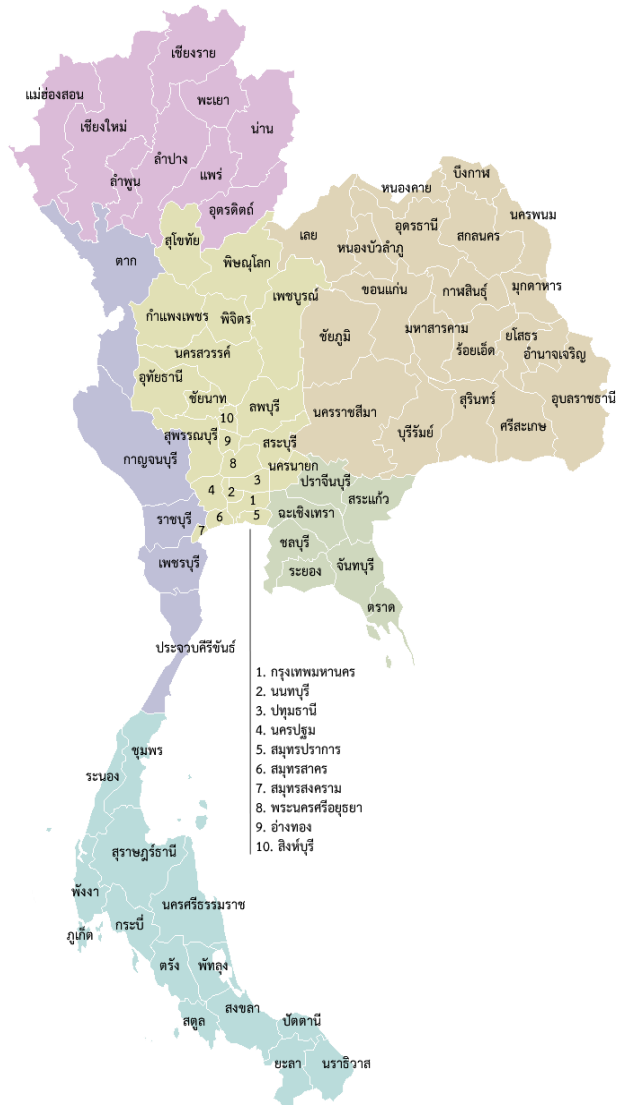 เชียงราย
แม่ฮ่องสอน
พะเยา
เชียงใหม่
น่าน
ลำปาง
แพร่
ลำพูน
บึงกาฬ
หนองคาย
อุตรดิตถ์
นครพนม
อุดรธานี
เลย
สกลนคร
สุโขทัย
หนองบัวลำภู
ตาก
พิษณุโลก
มุกดาหาร
ขอนแก่น
กาฬสินธุ์
เพชบูรณ์
กำแพงเพชร
พิจิตร
มหาสารคาม
ชัยภูมิ
ยโสธร
ร้อยเอ็ด
อำนาจเจริญ
นครสวรรค์
อุทัยธานี
ชัยนาท
อุบลราชธานี
สุรินทร์
ลพบุรี
นครราชสีมา
10
ศรีสะเกษ
บุรีรัมย์
สุพรรณบุรี
9
สระบุรี
กาญจนบุรี
8
นครนายก
ปราจีนบุรี
3
4
2
1
สระแก้ว
ฉะเชิงเทรา
ราชบุรี
6
5
7
ชลบุรี
เพชรบุรี
ระยอง
จันทบุรี
ตราด
ประจวบคีรีขันธ์
1. กรุงเทพมหานคร
2. นนทบุรี
3. ปทุมธานี
4. นครปฐม
5. สมุทรปราการ
6. สมุทรสาคร
7. สมุทรสงคราม
8. พระนครศรีอยุธยา
9. อ่างทอง
10. สิงห์บุรี
ชุมพร
ระนอง
สุราษฎร์ธานี
พังงา
นครศรีธรรมราช
กระบี่
ภูเก็ต
ตรัง
พัทลุง
สงขลา
สตูล
ปัตตานี
ยะลา
นราธิวาส